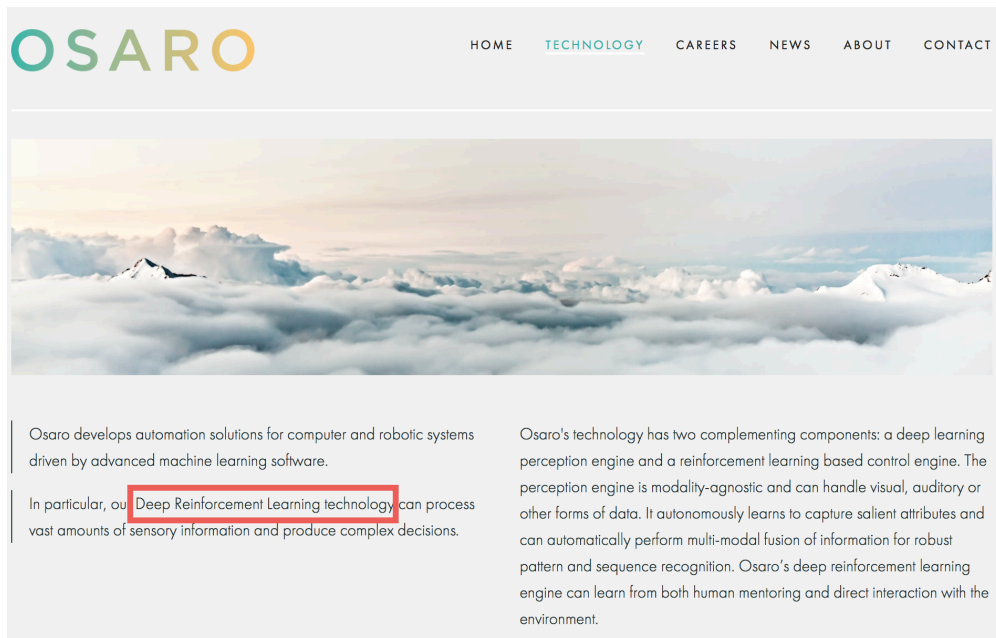 OSARO
HOME TECHNOLOGY CAREERS NEWS ABOUT CONTACT
Osaro develops automation solutions for computer and robotic systems
driven by advanced machine learning software.
In particular, our Deep Reinforcement Learning technology can process
vast amounts of sensory information and produce complex decisions.
Osaro's technology has two complementing components: a deep learning
perception engine and a reinforcement learning based control engine. The
perception engine is modality-agnostic and can handle visual, auditory or
other forms of data. It autonomously learns to capture salient attributes and
can automatically perform multi-modal fusion of information for robust
pattern and sequence recognition. Osaro’s deep reinforcement learning
engine can learn from both human mentoring and direct interaction with the
environment.